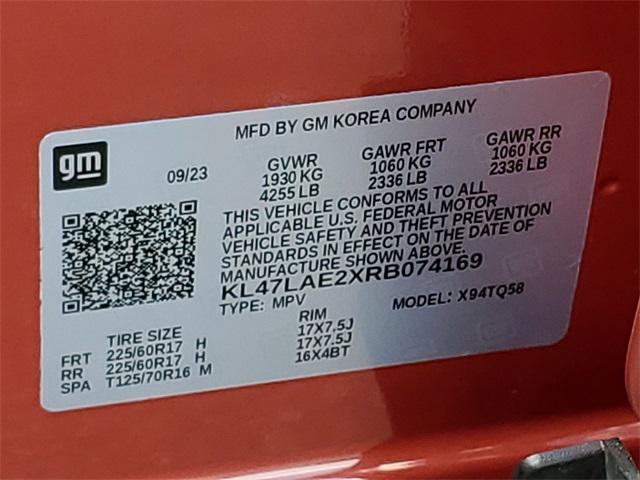 MFD BY GM KOREA COMPANY
gm
09/23
GVWR GAWR FRT GAWR RR
1930 KG 1060 KG 1060 KG
4255 LB 2336 LB 2336 LB
THIS VEHICLE CONFORMS TO ALL
APPLICABLE U.S. FEDERAL MOTOR
VEHICLE SAFETY AND THEFT PREVENTION
STANDARDS IN EFFECT ON THE DATE OF
MANUFACTURE SHOWN ABOVE.
KL47LAE2XRB074169
TYPE: MPV MODEL: X94TQ58
TIRE SIZE RIM
FRT 225/60R17 H 17X7.5J
RR 225/60R17 H 17X7.5J
SPA T125/70R16 M 16X4BT